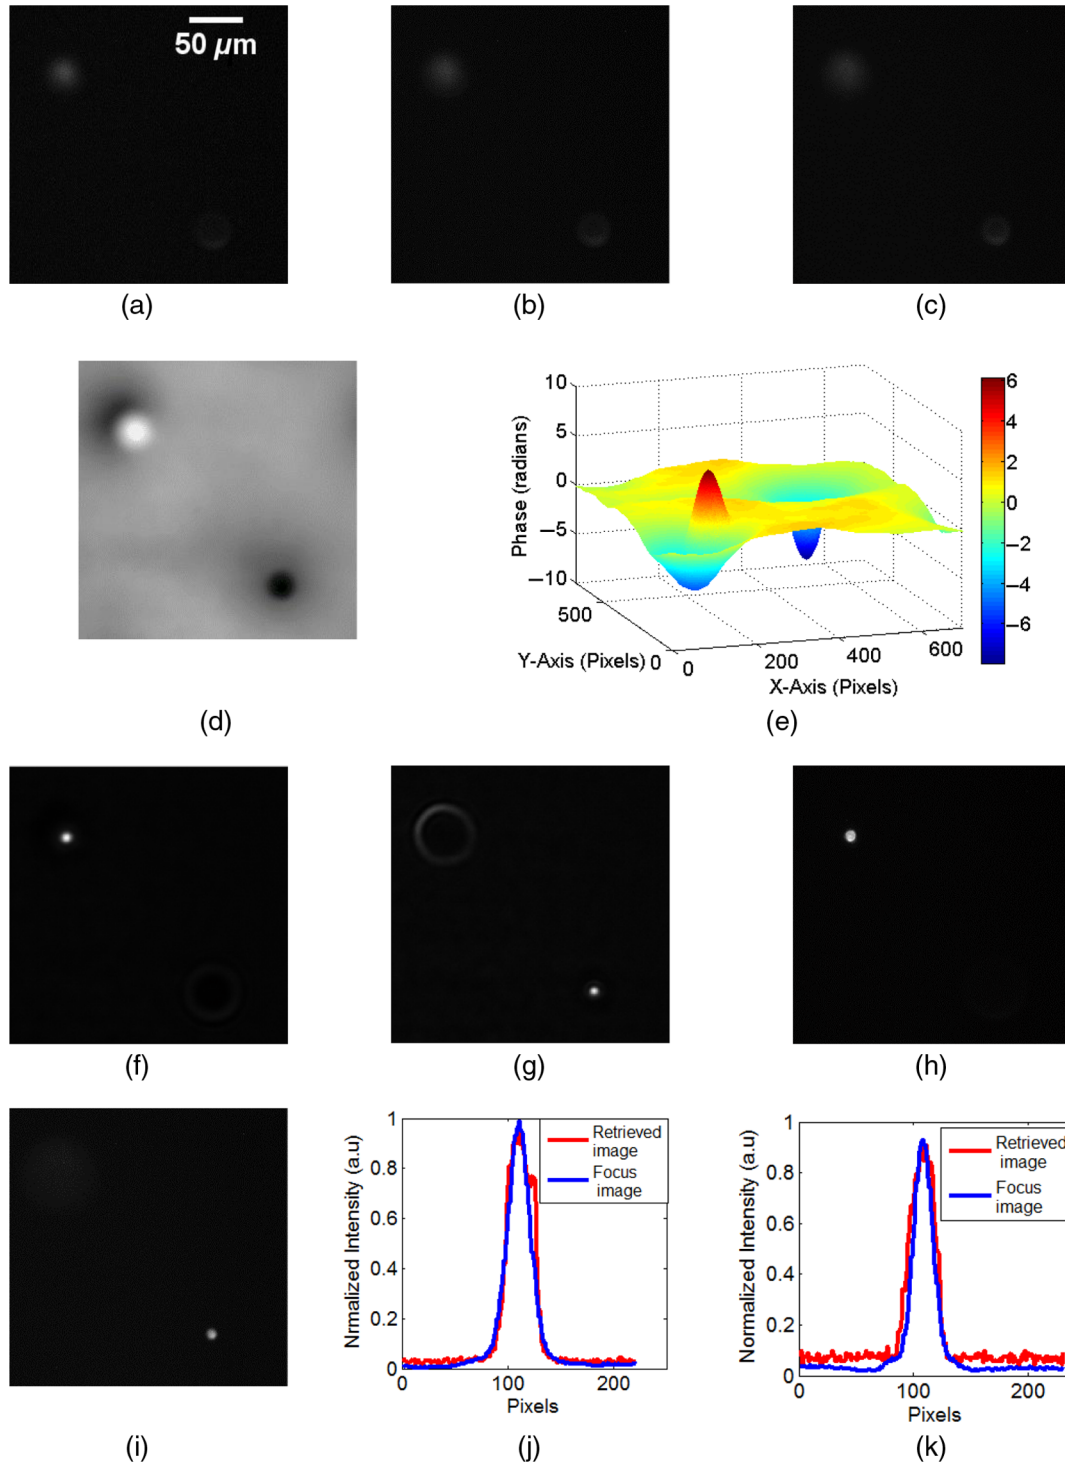 50 µm
(a)
(b)
(c)
10
5
0
−5
−10
Phase (radians)
500
Y-Axis (Pixels) 0
0
200
400
600
X-Axis (Pixels)
6
4
2
0
−2
−4
−6
(d)
(e)
(f)
(g)
(h)
1
0.8
0.6
0.4
0.2
0
Nrmalized Intensity (a.u)
Retrieved
image
Focus
image
0
100
200
Pixels
1
0.8
0.6
0.4
0.2
0
Normalized Intensity (a.u)
Retrieved
image
Focus
image
0
100
200
Pixels
(i)
(j)
(k)